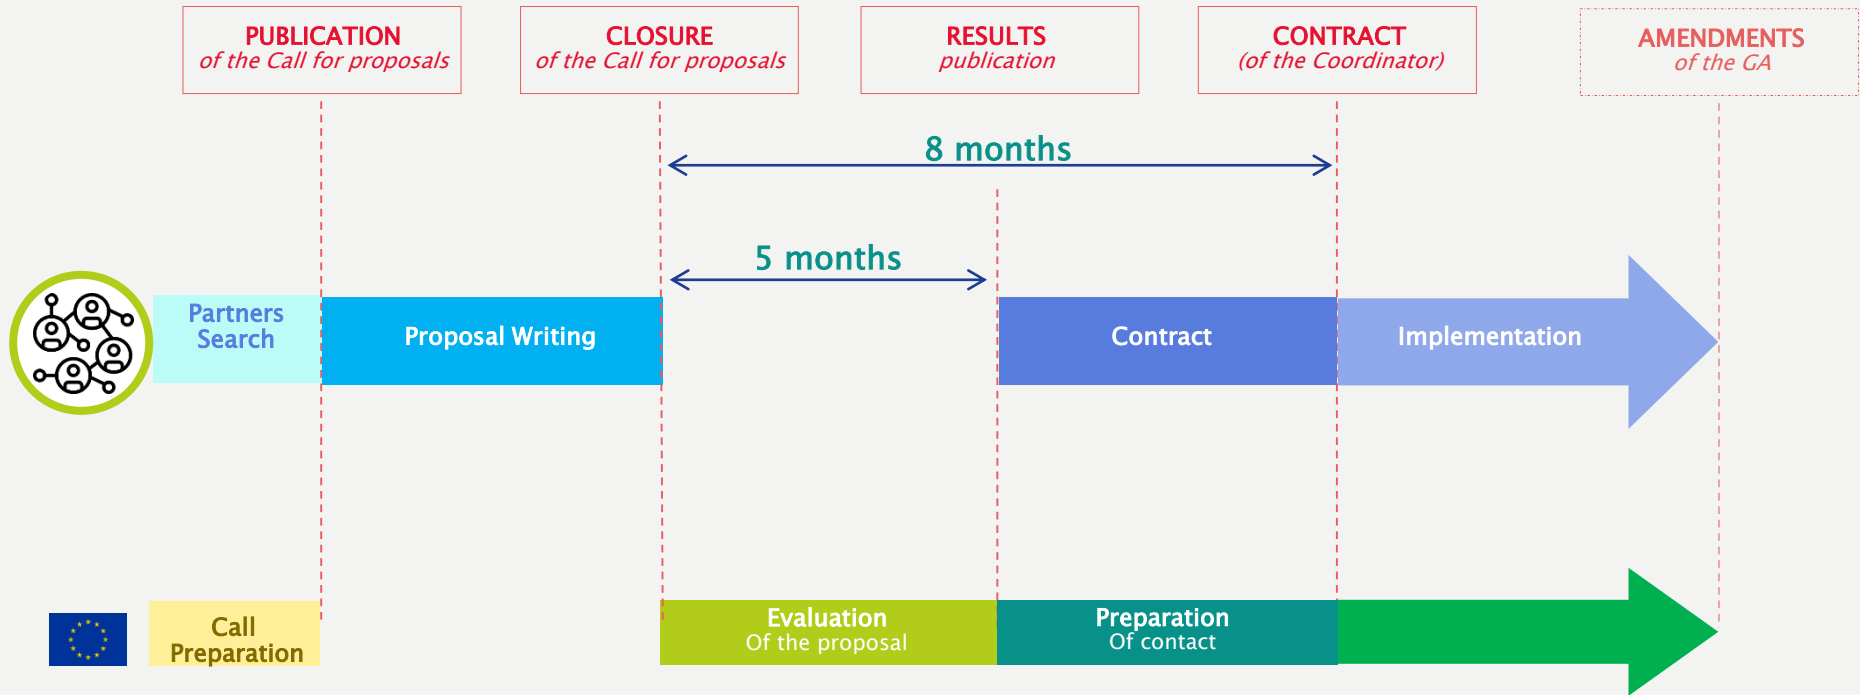 PUBLICATION
of the Call for proposals
CLOSURE
of the Call for proposals
RESULTS
publication
CONTRACT
(of the Coordinator)
AMENDMENTS
of the GA
8 months
5 months
Partners
Search
Proposal Writing
Contract
Implementation
Call
Preparation
Evaluation
Of the proposal
Preparation
Of contact